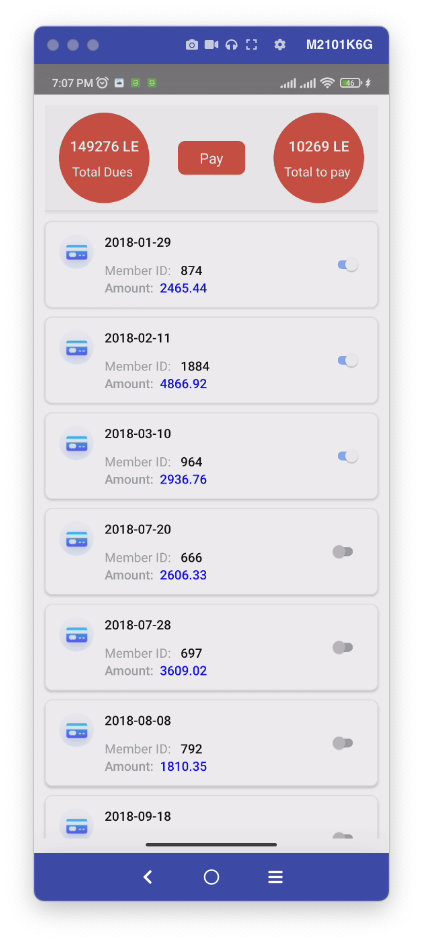 M2101K6G
7:07 PM
46
149276 LE
Total Dues
Pay
10269 LE
Total to pay
2018-01-29
Member ID: 874
Amount: 2465.44
2018-02-11
Member ID: 1884
Amount: 4866.92
2018-03-10
Member ID: 964
Amount: 2936.76
2018-07-20
Member ID: 666
Amount: 2606.33
2018-07-28
Member ID: 697
Amount: 3609.02
2018-08-08
Member ID: 792
Amount: 1810.35
2018-09-18